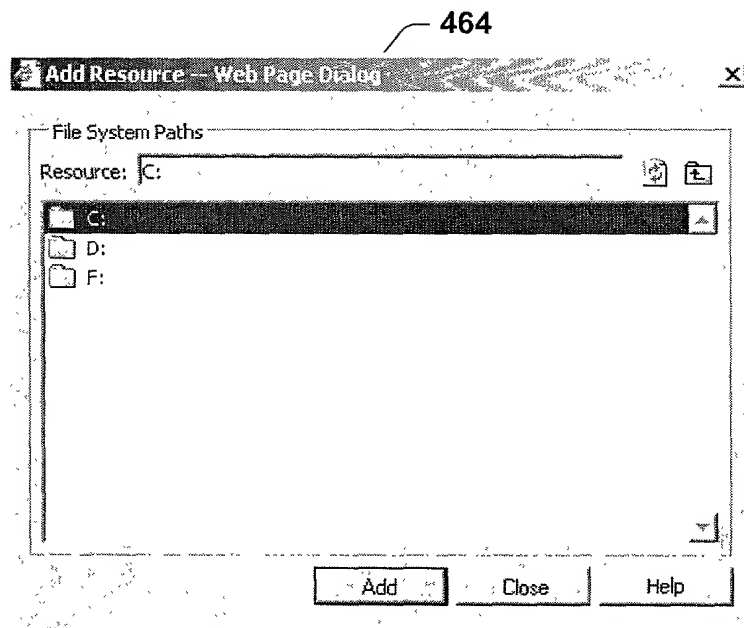 464
Add Resource -- Web Page Dialog
File System Paths
Resource: C:
C:
D:
F:
Add Close Help